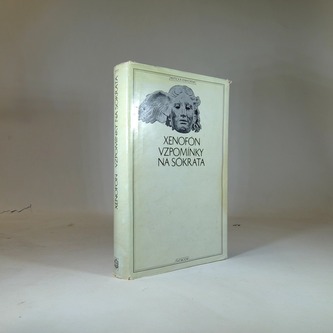 XENOFON
VZPOMÍNKY
NA SÓKRATA
XENOFON · VZPOMÍNKY NA SÓKRATA